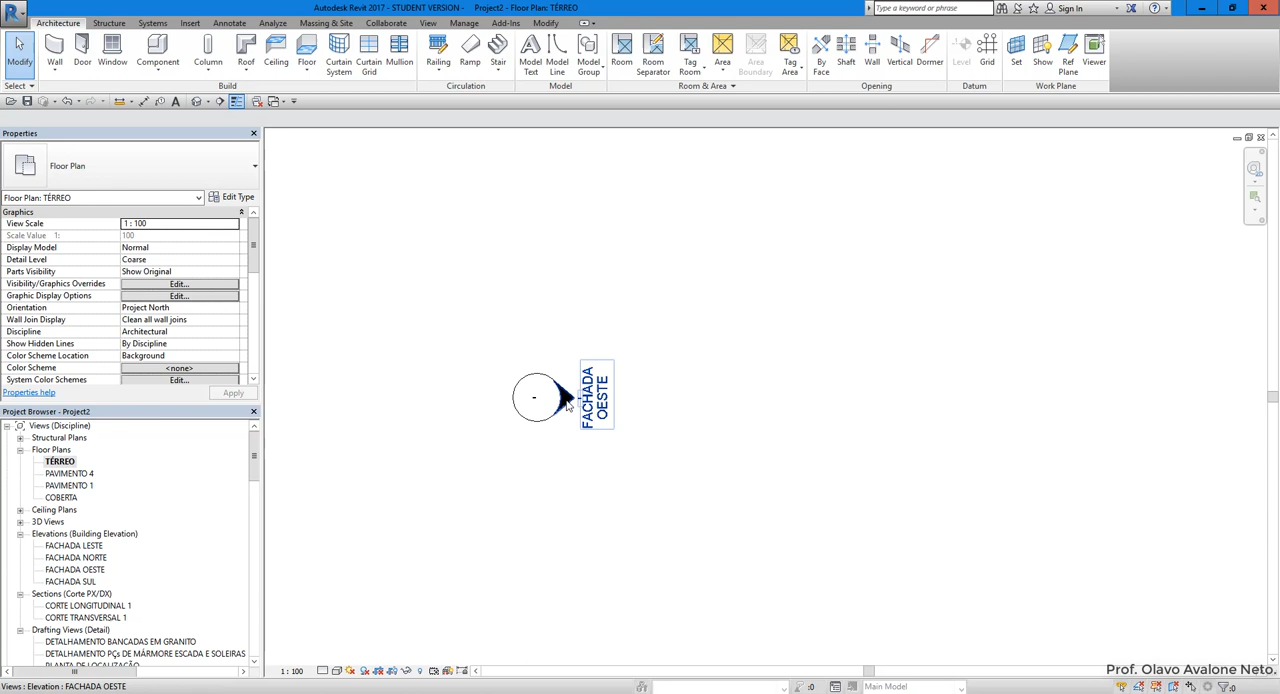 Autodesk Revit 2017 - STUDENT VERSION - Project2 - Floor Plan: TÉRREO
Type a keyword or phrase
Sign In
Architecture Structure Systems Insert Annotate Analyze Massing & Site Collaborate View Manage Add-Ins Modify
Modify Wall Door Window Component Column Roof Ceiling Floor Curtain System Curtain Grid Mullion Railing Ramp Stair Model Text Model Line Model Group Room Room Separator Tag Room Area Area Boundary Tag Area By Face Shaft Wall Vertical Dormer Level Grid Set Show Ref Plane Viewer
Select Build Circulation Model Room & Area Opening Datum Work Plane
Properties
Floor Plan
Floor Plan: TÉRREO Edit Type
Graphics
View Scale 1 : 100
Scale Value 1: 100
Display Model Normal
Detail Level Coarse
Parts Visibility Show Original
Visibility/Graphics Overrides Edit...
Graphic Display Options Edit...
Orientation Project North
Wall Join Display Clean all wall joins
Discipline Architectural
Show Hidden Lines By Discipline
Color Scheme Location Background
Color Scheme <none>
System Color Schemes Edit...
Properties help Apply
Project Browser - Project2
Views (Discipline)
Structural Plans
Floor Plans
TÉRREO
PAVIMENTO 4
PAVIMENTO 1
COBERTA
Ceiling Plans
3D Views
Elevations (Building Elevation)
FACHADA LESTE
FACHADA NORTE
FACHADA OESTE
FACHADA SUL
Sections (Corte PX/DX)
CORTE LONGITUDINAL 1
CORTE TRANSVERSAL 1
Drafting Views (Detail)
DETALHAMENTO BANCADAS EM GRANITO
DETALHAMENTO PÇs DE MÁRMORE ESCADA E SOLEIRAS
PLANTA DE LOCALIZAÇÃO
FACHADA
OESTE
1 : 100
Prof. Olavo Avalone Neto.
Views : Elevation : FACHADA OESTE
:0
Main Model
:0